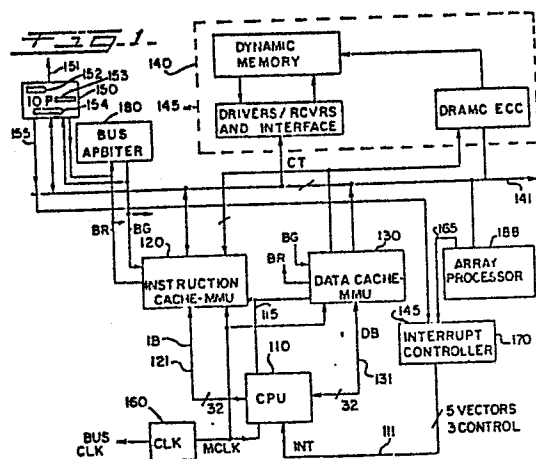 Fig. 1.
151
152 153
150
IOP
154
155
180
BUS
APBITER
140
DYNAMIC
MEMORY
145
DRIVERS/RCVRS
AND INTERFACE
DRAMC ECC
CT
141
BR
BG
120
INSTRUCTION
CACHE-MMU
BG
BR
130
DATA CACHE-
MMU
165
188
ARRAY
PROCESSOR
115
1B
121
110
DB
131
145
INTERRUPT
CONTROLLER
170
32
CPU
32
160
CLK
BUS
CLK
MCLK
INT
111
5 VECTORS
3 CONTROL